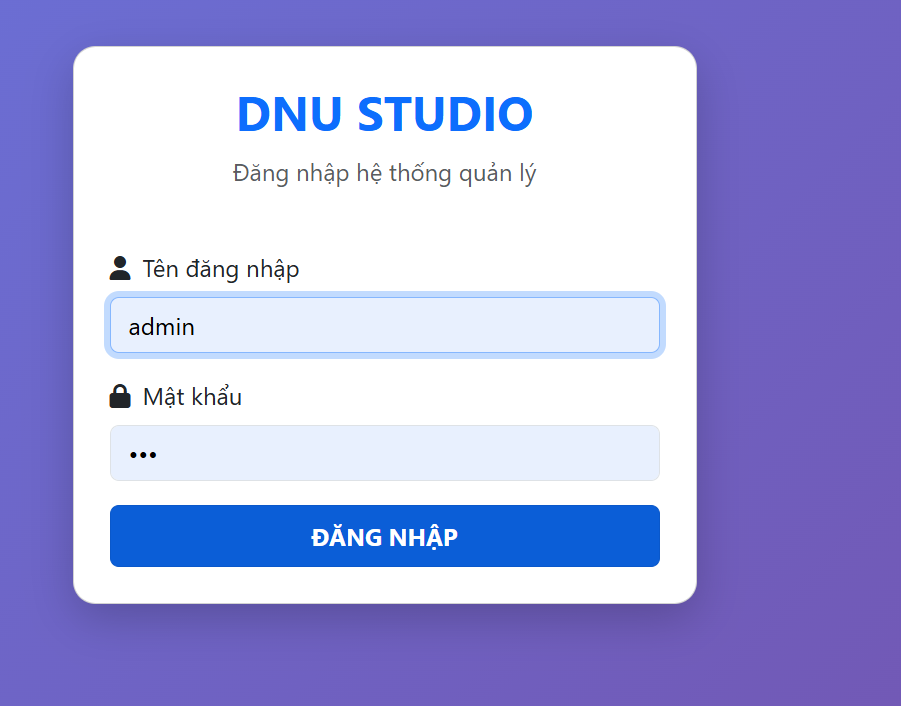 DNU STUDIO
Đăng nhập hệ thống quản lý
Tên đăng nhập
admin
Mật khẩu
•••
ĐĂNG NHẬP